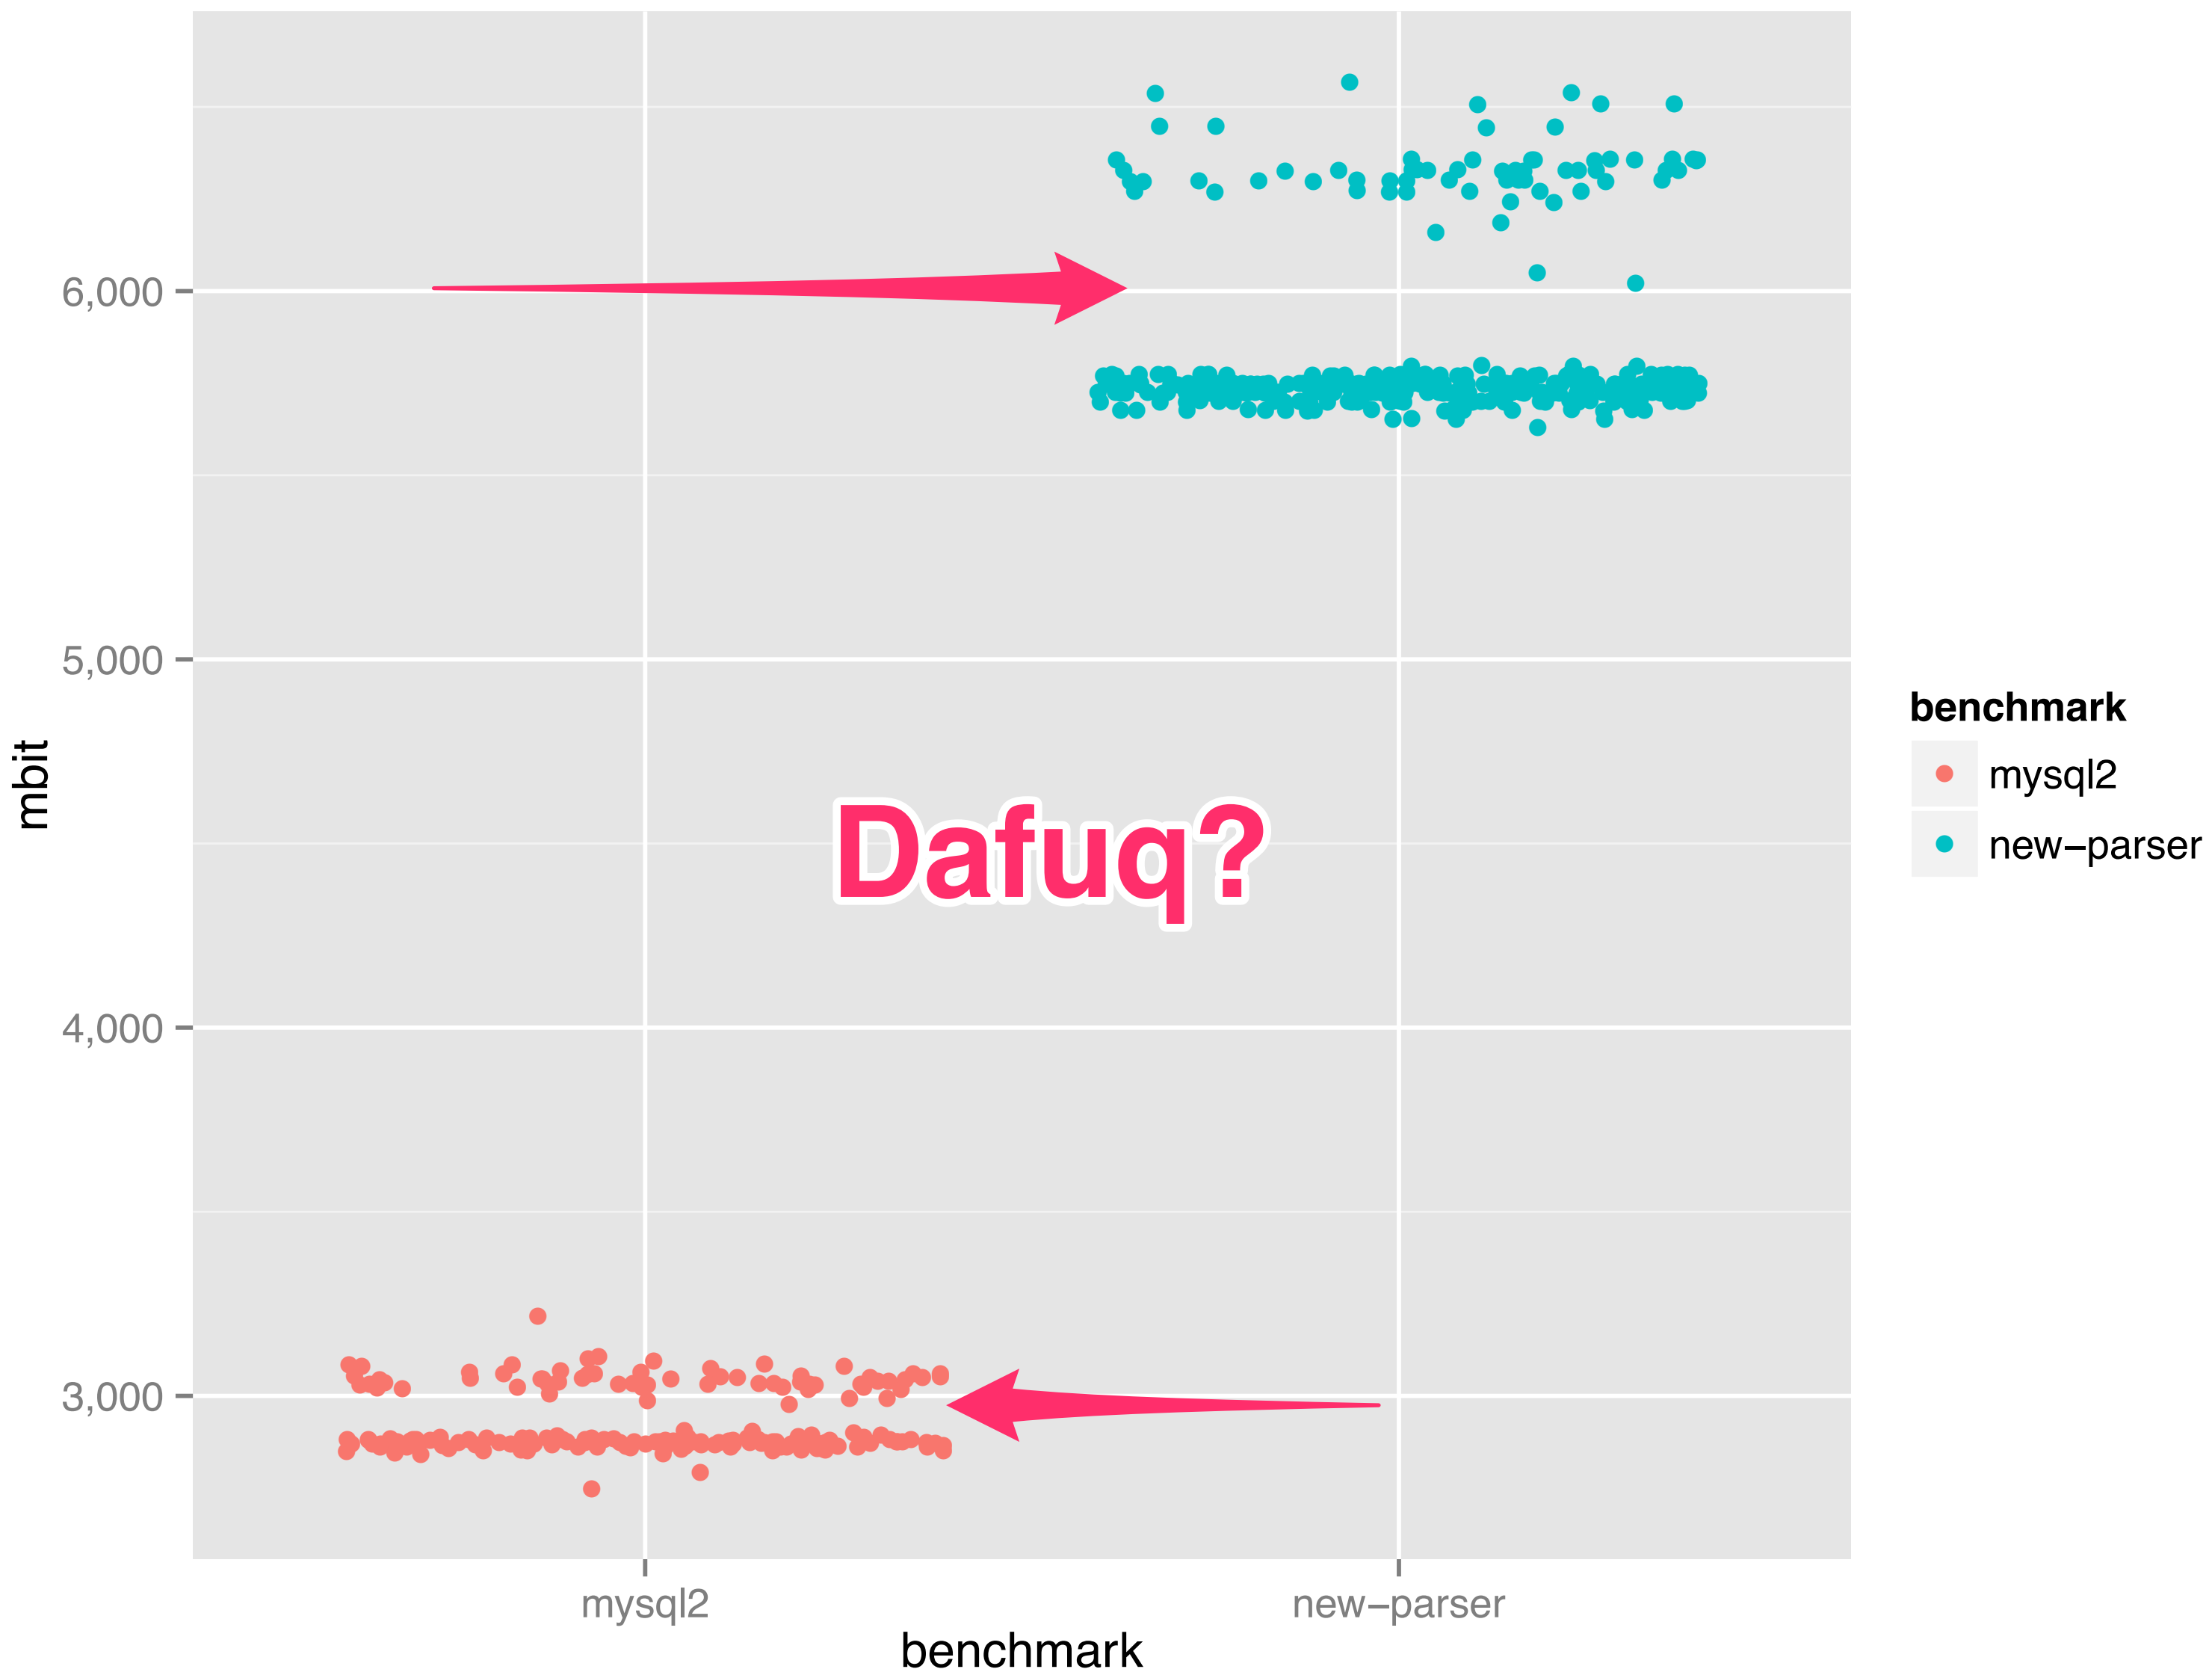 6,000
5,000
4,000
3,000
mbit
Dafuq?
mysql2
new-parser
benchmark
benchmark
mysql2
new-parser